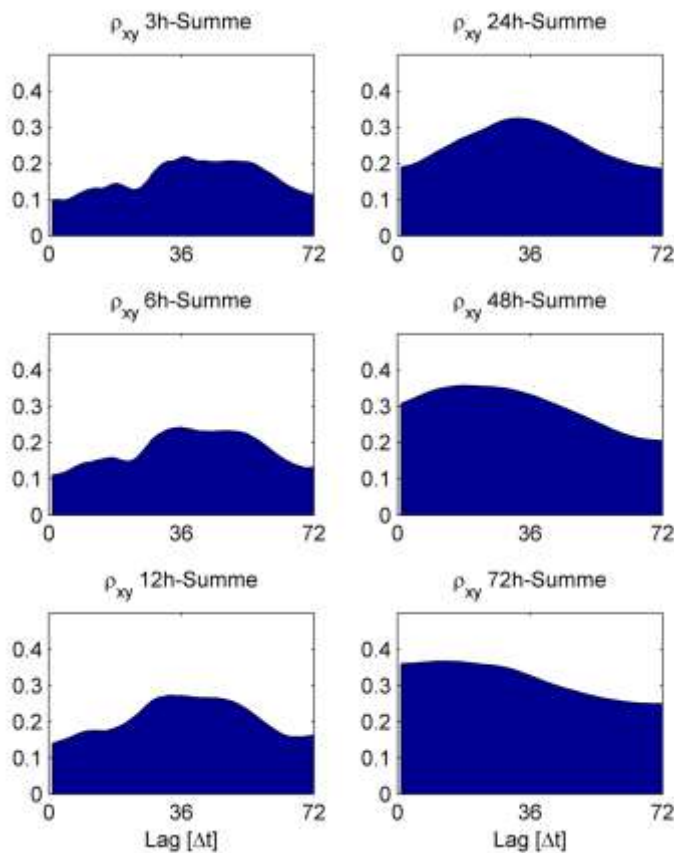 ρxy 3h-Summe
0.4
0.3
0.2
0.1
0
0 36 72
ρxy 24h-Summe
0.4
0.3
0.2
0.1
0
0 36 72
ρxy 6h-Summe
0.4
0.3
0.2
0.1
0
0 36 72
ρxy 48h-Summe
0.4
0.3
0.2
0.1
0
0 36 72
ρxy 12h-Summe
0.4
0.3
0.2
0.1
0
0 36 72
Lag [Δt]
ρxy 72h-Summe
0.4
0.3
0.2
0.1
0
0 36 72
Lag [Δt]